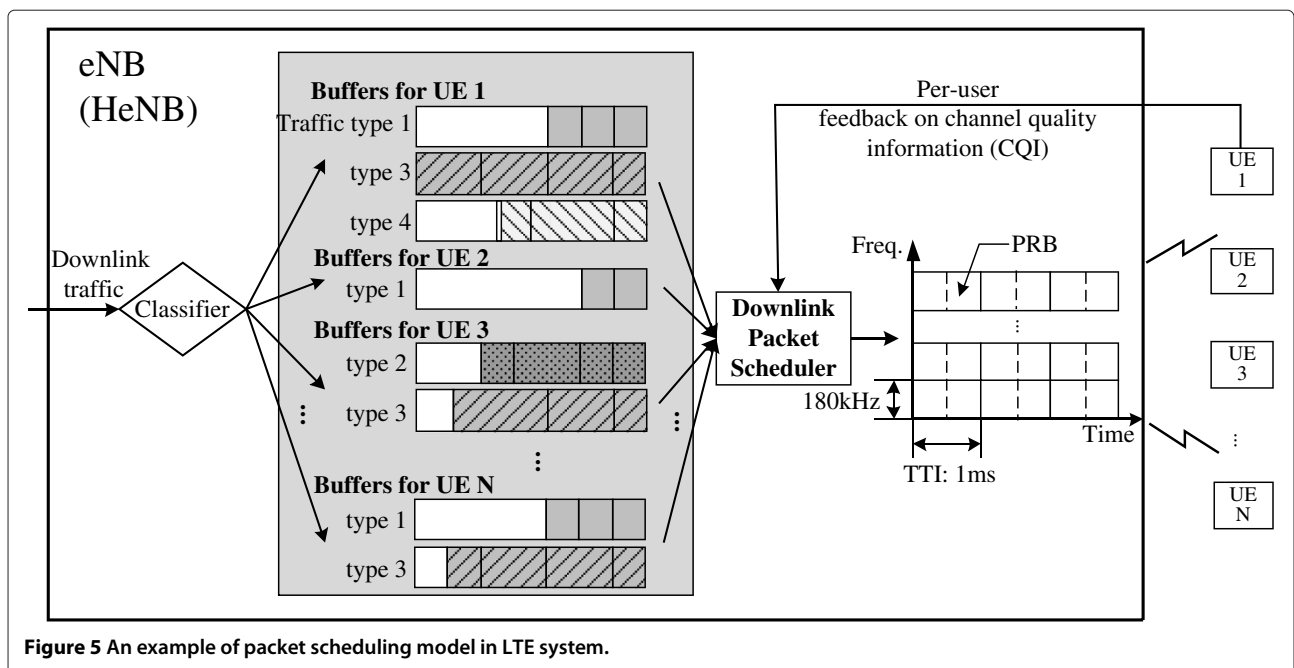 eNB
(HeNB)
Buffers for UE 1
Traffic type 1
type 3
type 4
Buffers for UE 2
type 1
Buffers for UE 3
type 2
type 3
...
...
...
Buffers for UE N
type 1
type 3
Downlink
traffic
Classifier
Downlink
Packet
Scheduler
Per-user
feedback on channel quality
information (CQI)
Freq.
PRB
...
180kHz
Time
TTI: 1ms
UE
1
UE
2
UE
3
...
UE
N
Figure 5 An example of packet scheduling model in LTE system.